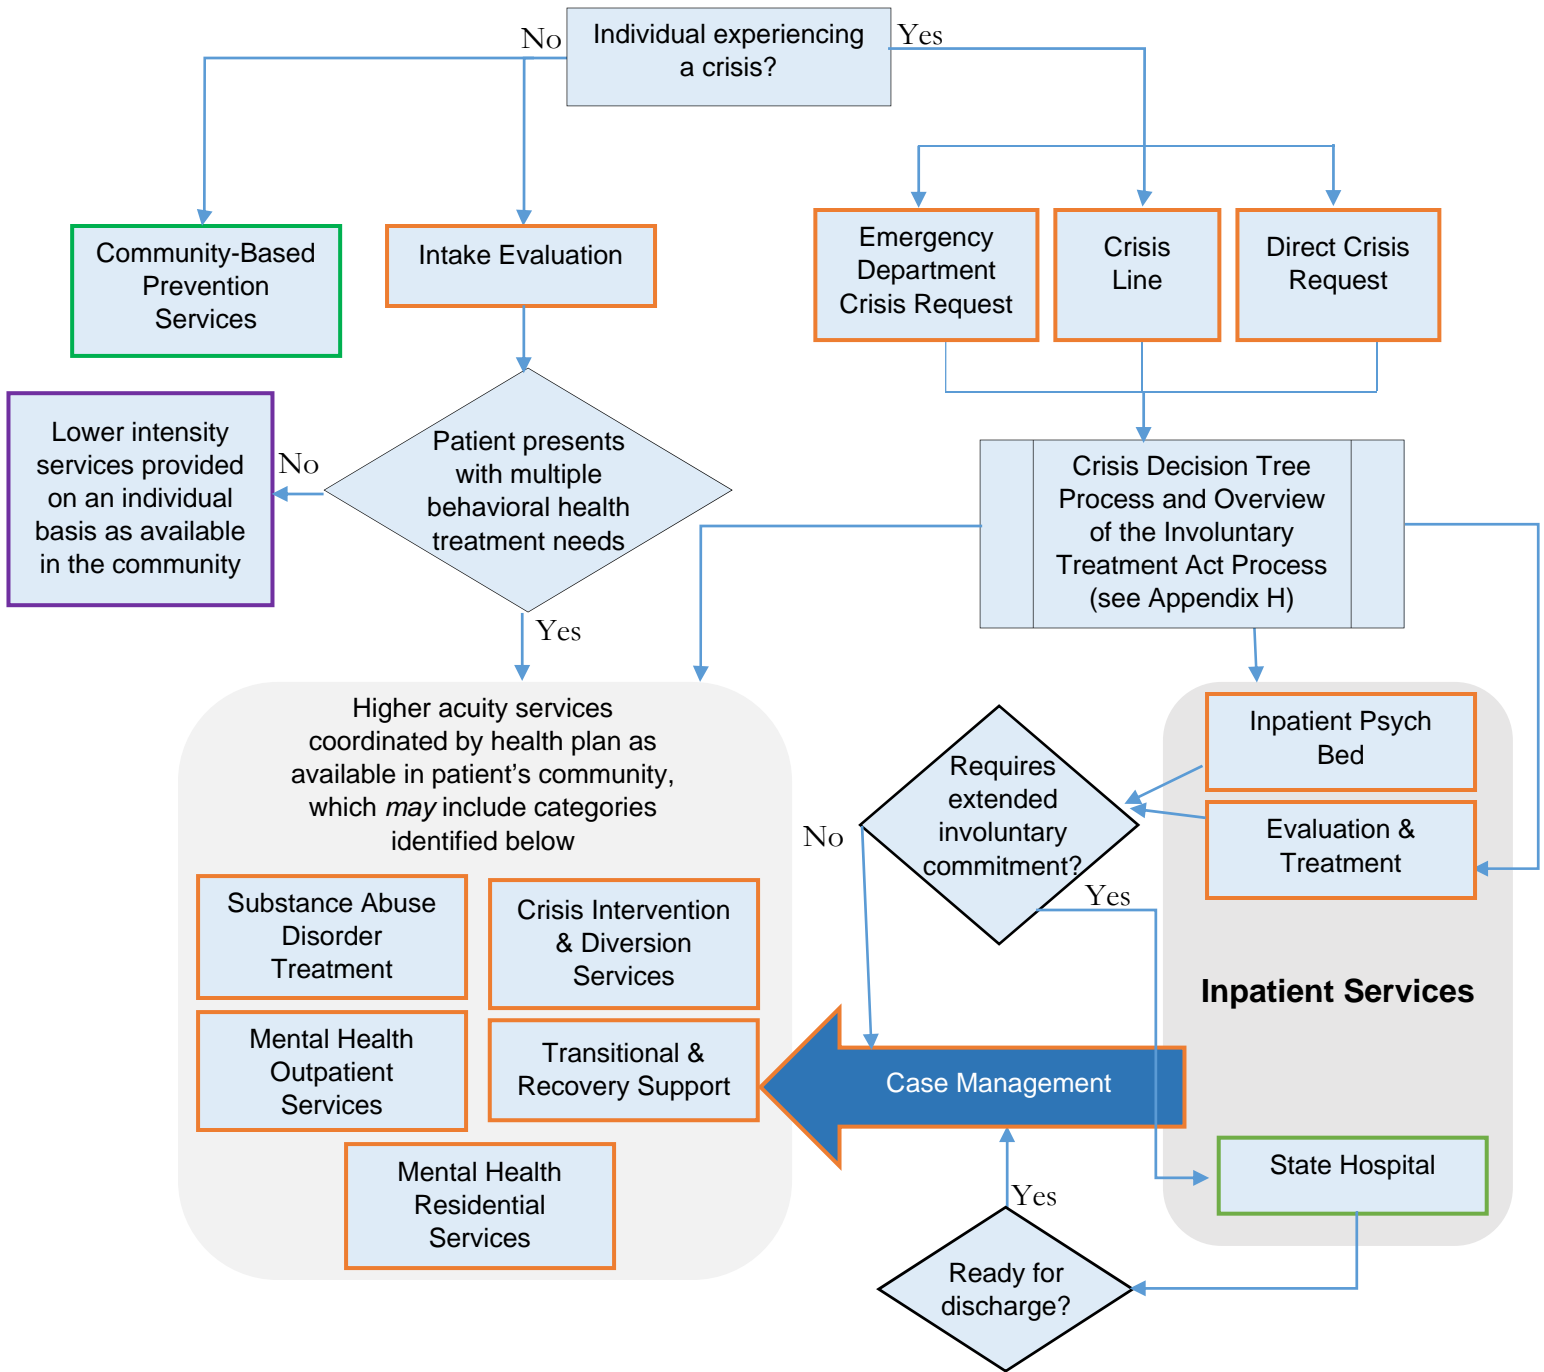 No
Individual experiencing
a crisis?
Yes
Community-Based
Prevention
Services
Intake Evaluation
Emergency
Department
Crisis Request
Crisis
Line
Direct Crisis
Request
Lower intensity
services provided
on an individual
basis as available
in the community
No
Patient presents
with multiple
behavioral health
treatment needs
Yes
Crisis Decision Tree
Process and Overview
of the Involuntary
Treatment Act Process
(see Appendix H)
Higher acuity services
coordinated by health plan as
available in patient’s community,
which may include categories
identified below
Substance Abuse
Disorder
Treatment
Crisis Intervention
& Diversion
Services
Mental Health
Outpatient
Services
Transitional &
Recovery Support
Mental Health
Residential
Services
Requires
extended
involuntary
commitment?
No
Yes
Inpatient Psych
Bed
Evaluation &
Treatment
Inpatient Services
Case Management
State Hospital
Yes
Ready for
discharge?